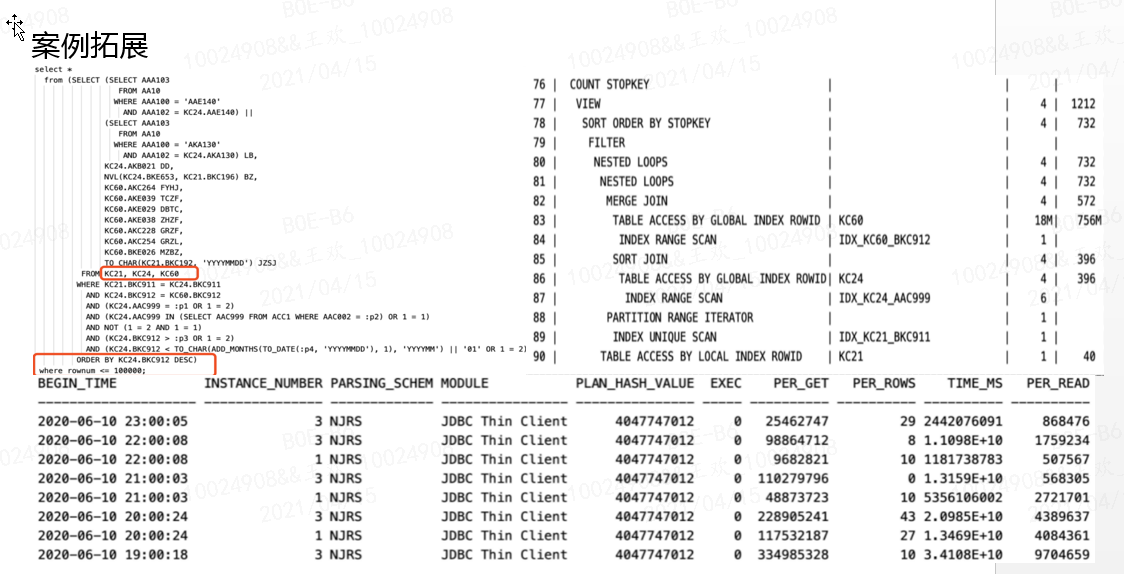 案例拓展
select *
from (SELECT (SELECT AAA103
FROM AA10
WHERE AAA100 = 'AAE140'
AND AAA102 = KC24.AAE140) ||
(SELECT AAA103
FROM AA10
WHERE AAA100 = 'AKA130'
AND AAA102 = KC24.AKA130) LB,
KC24.AKB021 DD,
NVL(KC24.BKE653, KC21.BKC196) BZ,
KC60.AKC264 FYHJ,
KC60.AKE039 TCZF,
KC60.AKE029 DBTC,
KC60.AKE038 ZHZF,
KC60.AKC228 GRZF,
KC60.AKC254 GRZL,
KC60.BKE026 MZBZ,
TO_CHAR(KC21.BKC192, 'YYYYMMDD') JZSJ
FROM KC21, KC24, KC60
WHERE KC21.BKC911 = KC24.BKC911
AND KC24.BKC912 = KC60.BKC912
AND (KC24.AAC999 = :p1 OR 1 = 2)
AND (KC24.AAC999 IN (SELECT AAC999 FROM ACC1 WHERE AAC002 = :p2) OR 1 = 1)
AND NOT (1 = 2 AND 1 = 1)
AND (KC24.BKC912 > :p3 OR 1 = 2)
AND (KC24.BKC912 < TO_CHAR(ADD_MONTHS(TO_DATE(:p4, 'YYYYMMDD'), 1), 'YYYYMM') || '01' OR 1 = 2)
ORDER BY KC24.BKC912 DESC)
where rownum <= 100000;
76 | COUNT STOPKEY | | |
77 | VIEW | | 4 | 1212
78 | SORT ORDER BY STOPKEY | | 4 | 732
79 | FILTER | | |
80 | NESTED LOOPS | | 4 | 732
81 | NESTED LOOPS | | 4 | 732
82 | MERGE JOIN | | 4 | 572
83 | TABLE ACCESS BY GLOBAL INDEX ROWID | KC60 | 18M| 756M
84 | INDEX RANGE SCAN | IDX_KC60_BKC912 | 1 |
85 | SORT JOIN | | 4 | 396
86 | TABLE ACCESS BY GLOBAL INDEX ROWID| KC24 | 4 | 396
87 | INDEX RANGE SCAN | IDX_KC24_AAC999 | 6 |
88 | PARTITION RANGE ITERATOR | | 1 |
89 | INDEX UNIQUE SCAN | IDX_KC21_BKC911 | 1 |
90 | TABLE ACCESS BY LOCAL INDEX ROWID | KC21 | 1 | 40
BEGIN_TIME INSTANCE_NUMBER PARSING_SCHEM MODULE PLAN_HASH_VALUE EXEC PER_GET PER_ROWS TIME_MS PER_READ
2020-06-10 23:00:05 3 NJRS JDBC Thin Client 4047747012 0 25462747 29 2442076091 868476
2020-06-10 22:00:08 3 NJRS JDBC Thin Client 4047747012 0 98864712 8 1.1098E+10 1759234
2020-06-10 22:00:08 1 NJRS JDBC Thin Client 4047747012 0 9682821 10 1181738783 507567
2020-06-10 21:00:03 3 NJRS JDBC Thin Client 4047747012 0 110279796 0 1.3159E+10 568305
2020-06-10 21:00:03 1 NJRS JDBC Thin Client 4047747012 0 48873723 10 5356106002 2721701
2020-06-10 20:00:24 3 NJRS JDBC Thin Client 4047747012 0 228905241 43 2.0985E+10 4389637
2020-06-10 20:00:24 1 NJRS JDBC Thin Client 4047747012 0 117532187 27 1.3469E+10 4084361
2020-06-10 19:00:18 3 NJRS JDBC Thin Client 4047747012 0 334985328 10 3.4108E+10 9704659
B0E-B6
10024908&&王欢_10024908
2021/04/15